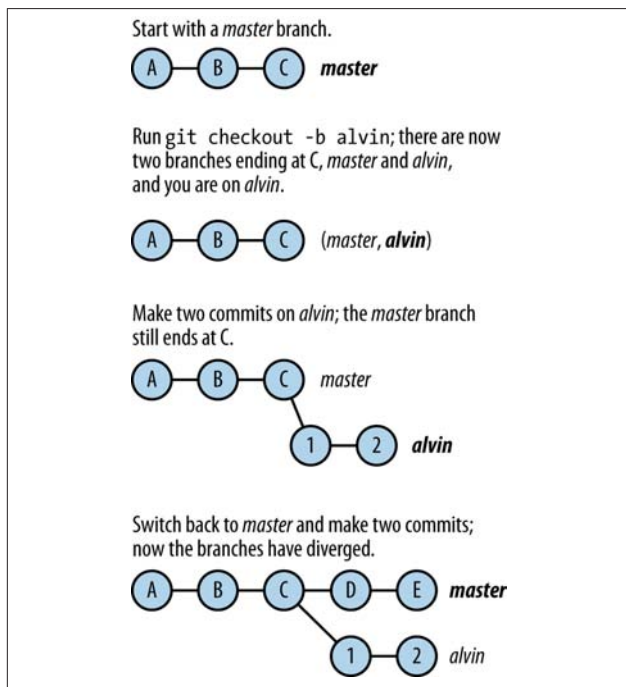 Start with a master branch.
A B C master
Run git checkout -b alvin; there are now
two branches ending at C, master and alvin,
and you are on alvin.
A B C (master, alvin)
Make two commits on alvin; the master branch
still ends at C.
A B C master
1 2 alvin
Switch back to master and make two commits;
now the branches have diverged.
A B C D E master
1 2 alvin